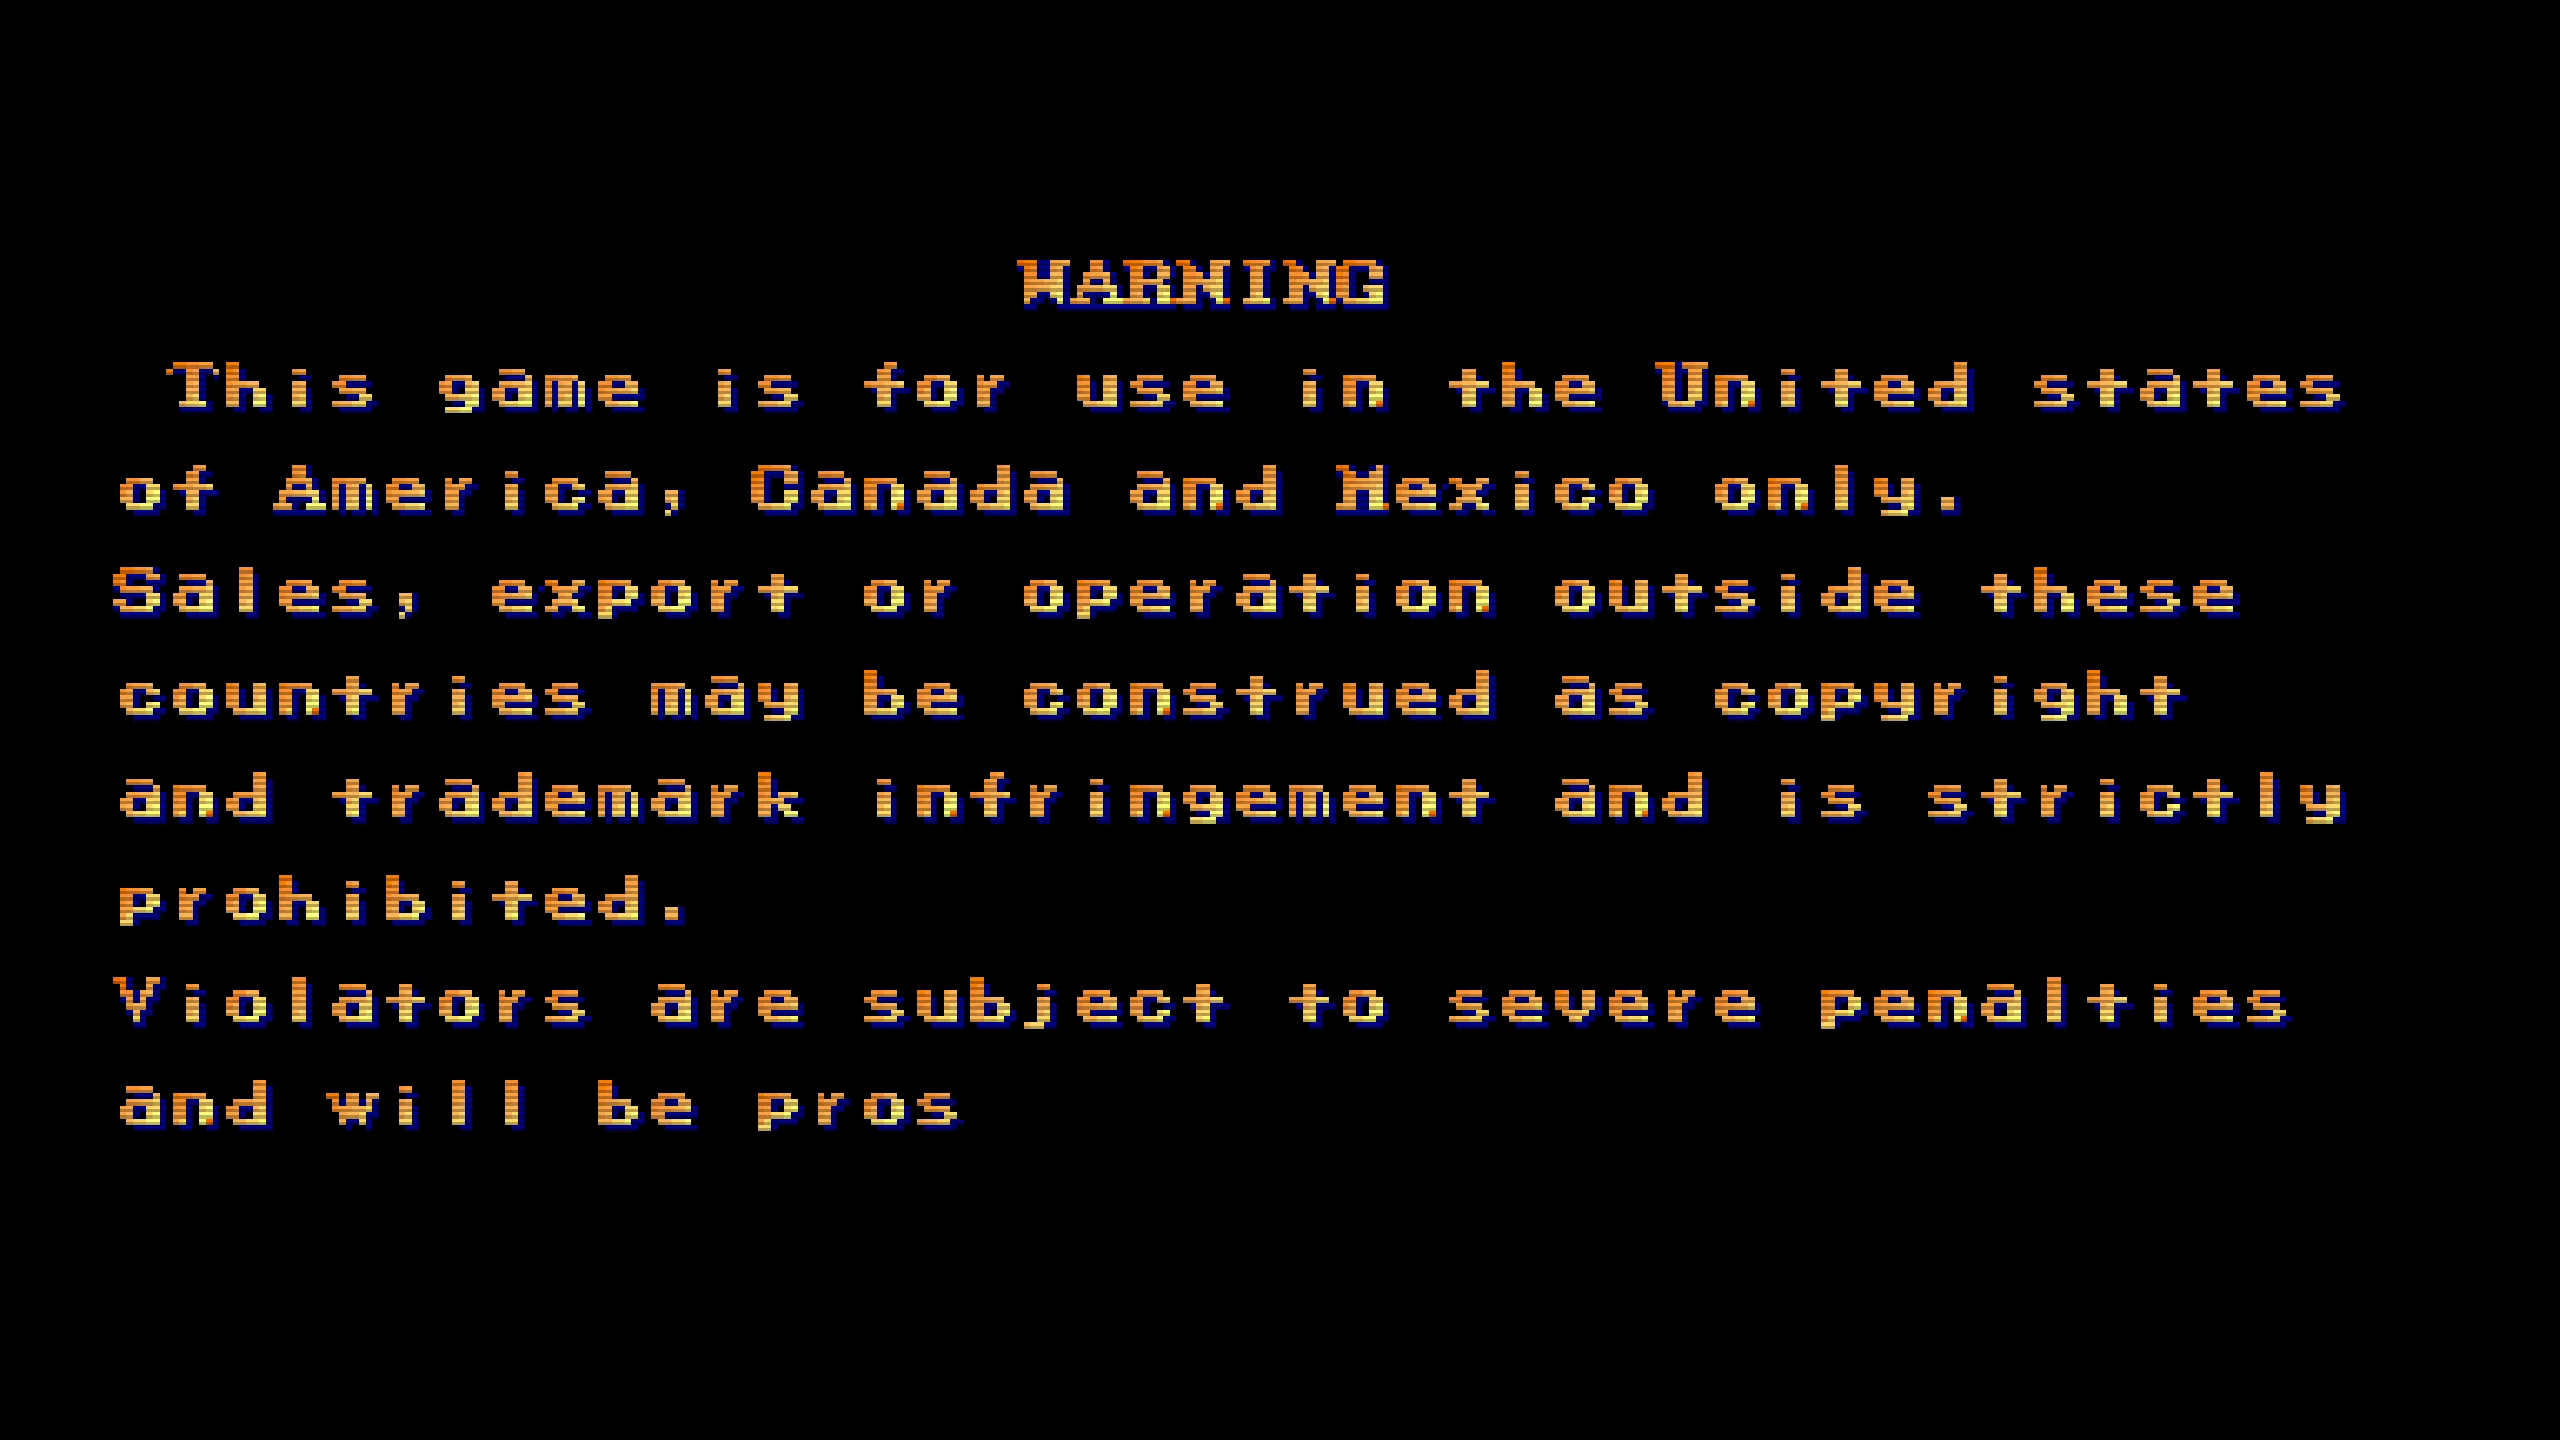 WARNING
This game is for use in the United states
of America, Canada and Mexico only.
Sales, export or operation outside these
countries may be construed as copyright
and trademark infringement and is strictly
prohibited.
Violators are subject to severe penalties
and will be pros